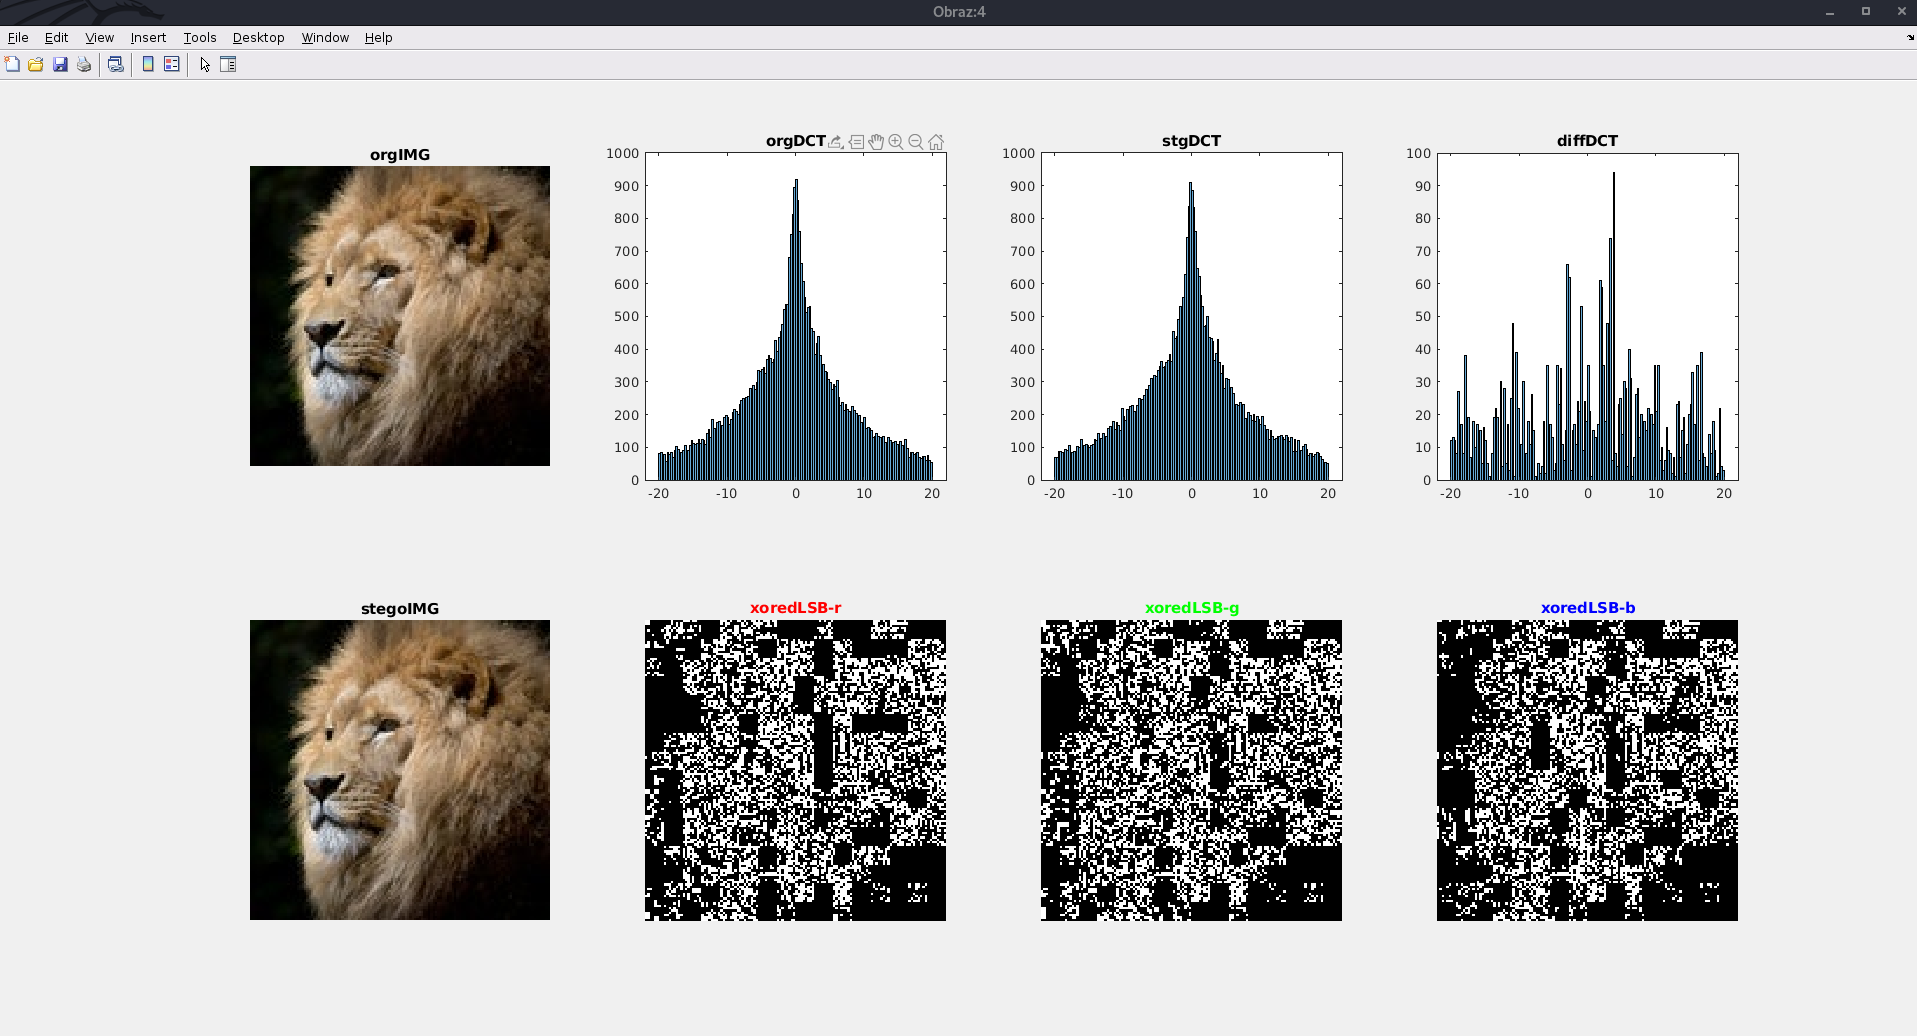 Obraz:4
File Edit View Insert Tools Desktop Window Help
orgIMG
orgDCT
1000
900
800
700
600
500
400
300
200
100
0
-20 -10 0 10 20
stgDCT
1000
900
800
700
600
500
400
300
200
100
0
-20 -10 0 10 20
diffDCT
100
90
80
70
60
50
40
30
20
10
0
-20 -10 0 10 20
stegoIMG
xoredLSB-r
xoredLSB-g
xoredLSB-b